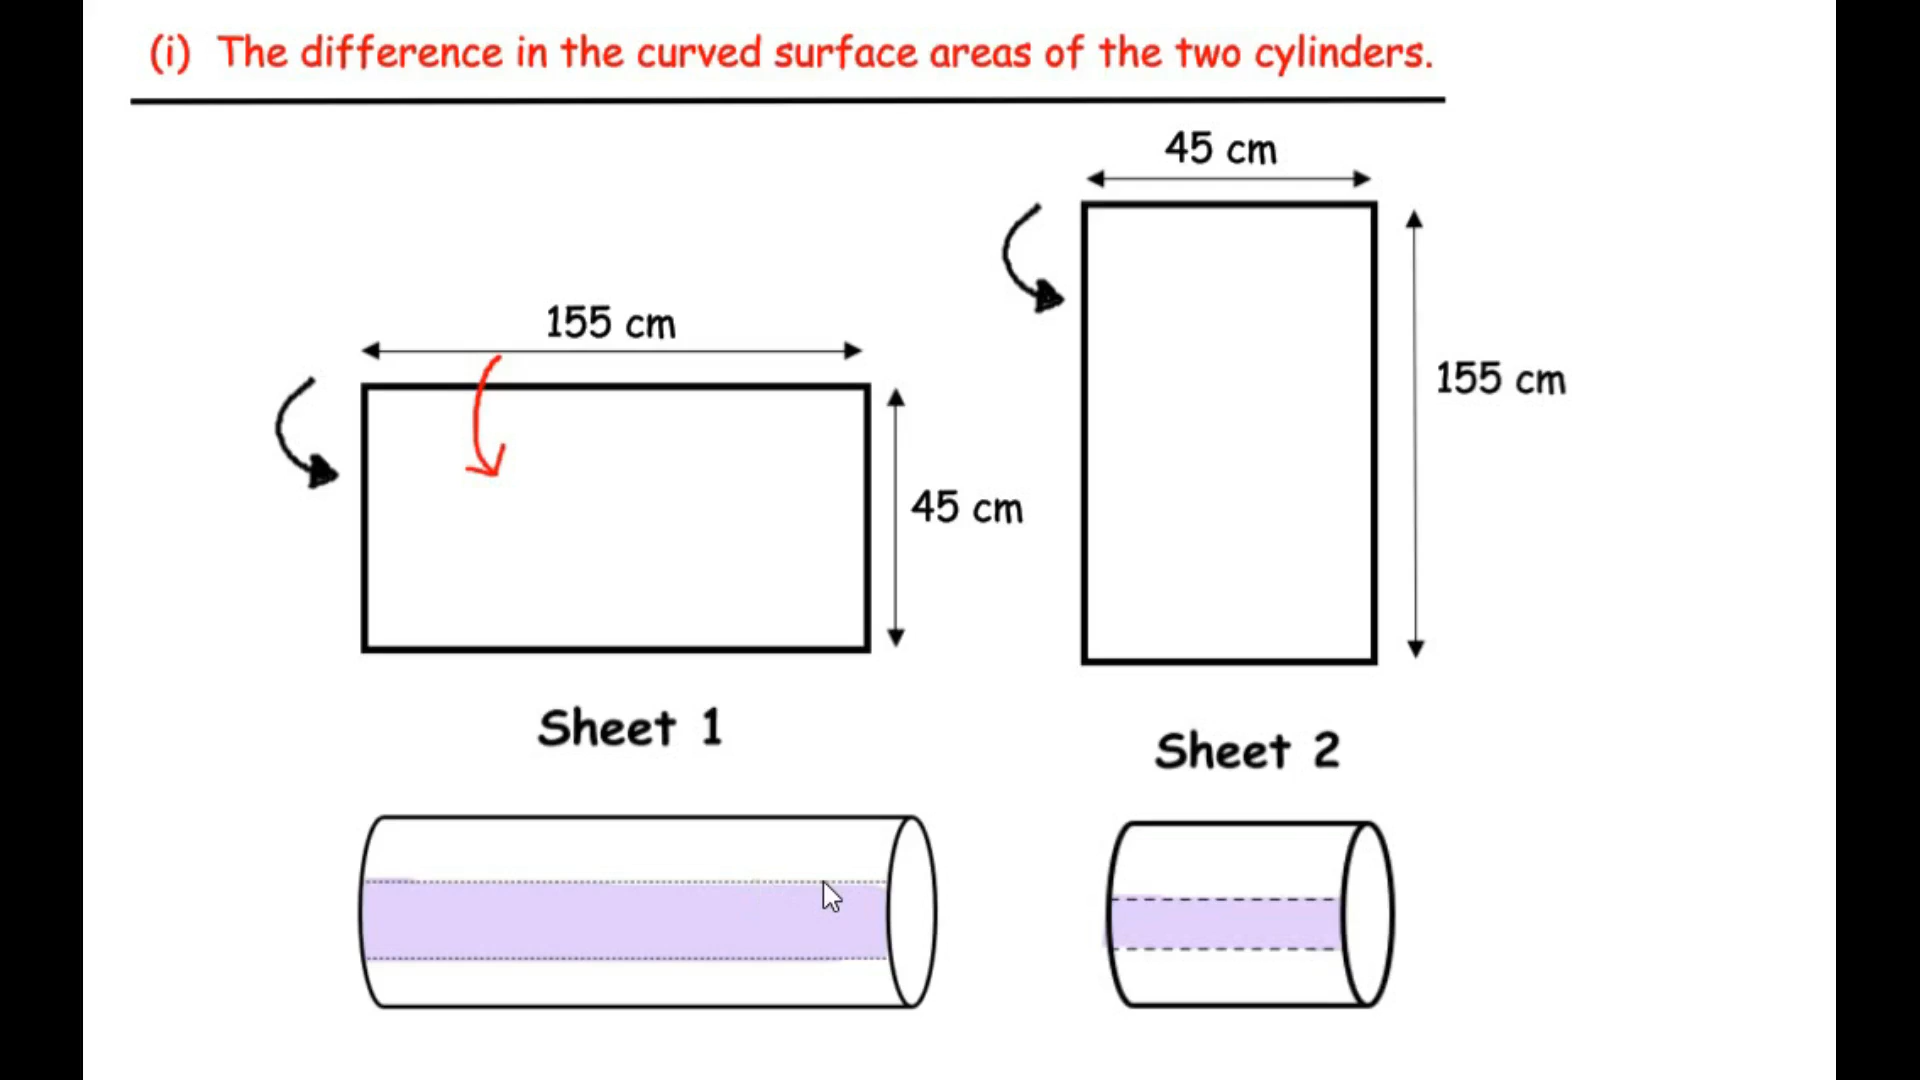 (i) The difference in the curved surface areas of the two cylinders.
45 cm
155 cm
155 cm
45 cm
Sheet 1
Sheet 2